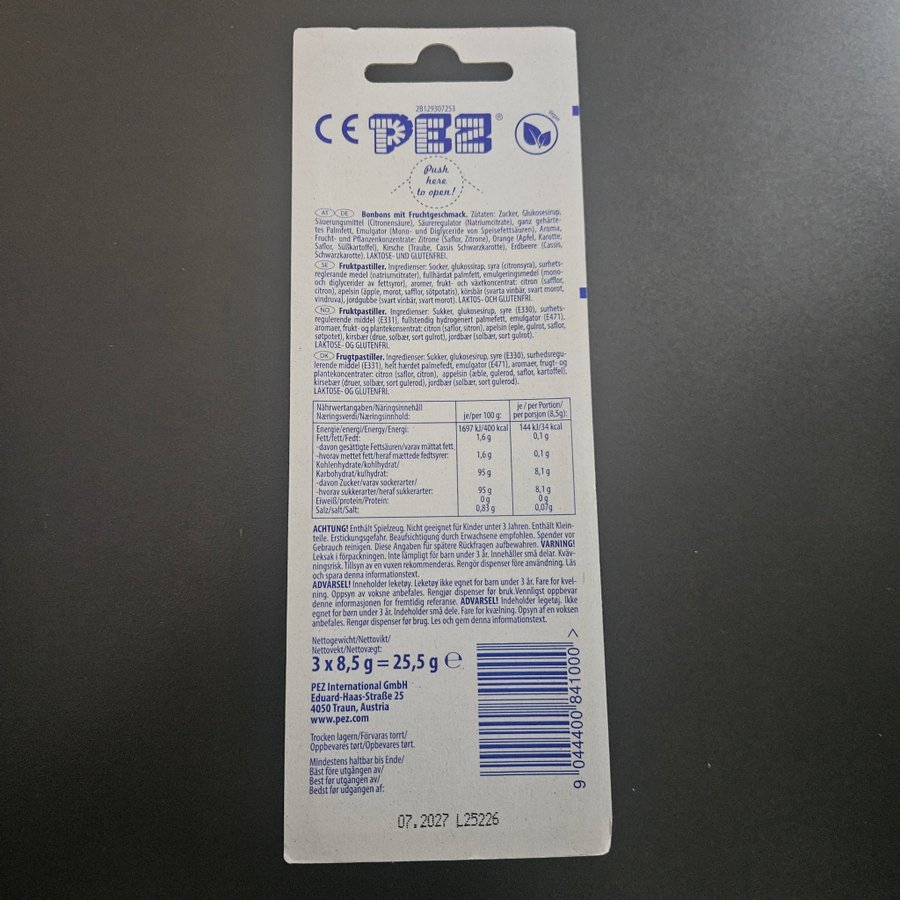 2B129307253
CE PEZ®
Vegan
Push
here
to open!
AT DE Bonbons mit Fruchtgeschmack. Zutaten: Zucker, Glukosesirup,
Säuerungsmittel (Citronensäure), Säureregulator (Natriumcitrate), ganz gehärte-
tes Palmfett, Emulgator (Mono- und Diglyceride von Speisefettsäuren), Aroma,
Frucht- und Pflanzenkonzentrate: Zitrone (Saflor, Zitrone), Orange (Apfel, Karotte,
Saflor, Süßkartoffel), Kirsche (Traube, Cassis Schwarzkarotte), Erdbeere (Cassis,
Schwarzkarotte). LAKTOSE- UND GLUTENFREI.
SE Fruktpastiller. Ingredienser: Socker, glukossirap, syra (citronsyra), surhets-
reglerande medel (natriumcitrater), fullhärdat palmfett, emulgeringsmedel (mono-
och diglycerider av fettsyror), aromer, frukt- och växtkoncentrat: citron (safflor,
citron), apelsin (äpple, morot, safflor, sötpotatis), körsbär (svarta vinbär, svart morot,
vindruva), jordgubbe (svart vinbär, svart morot). LAKTOS- OCH GLUTENFRI.
NO Fruktpastiller. Ingredienser: Sukker, glukosesirup, syre (E330), surhets-
regulerende middel (E331), fullstendig hydrogenert palmefett, emulgator (E471),
aromaer, frukt- og plantekonsentrat: citron (saflor, sitron), apelsin (eple, gulrot, saflor,
søtpotet), kirsbær (drue, solbær, sort gulrot), jordbær (solbær, sort gulrot).
LAKTOSE- OG GLUTENFRI.
DK Frugtpastiller. Ingredienser: Sukker, glukosesirup, syre (E330), surhedsregu-
lerende middel (E331), helt hærdet palmefedt, emulgator (E471), aromaer, frugt- og
plantekoncentrater: citron (saflor, citron), appelsin (æble, gulerod, saflor, kartoffel),
kirsebær (druer, solbær, sort gulerod), jordbær (solbær, sort gulerod).
LAKTOSE- OG GLUTENFRI.
Nährwertangaben/Näringsinnehåll
Næringsverdi/Næringsinnhold: je/per 100 g: je / per Portion/
per porsjon (8,5g):
Energie/energi/Energy/Energi: 1697 kJ/400 kcal 144 kJ/34 kcal
Fett/fett/Fedt: 1,6 g 0,1 g
-davon gesättigte Fettsäuren/varav mättat fett
-hvorav mettet fett/heraf mættede fedtsyrer: 1,6 g 0,1 g
Kohlenhydrate/kohlhydrat/
Karbohydrat/kulhydrat: 95 g 8,1 g
-davon Zucker/varav sockerarter/
-hvorav sukkerarter/heraf sukkerarter: 95 g 8,1 g
Eiweiß/protein/Protein: 0 g 0 g
Salz/salt/Salt: 0,83 g 0,07g
ACHTUNG! Enthält Spielzeug. Nicht geeignet für Kinder unter 3 Jahren. Enthält Klein-
teile. Erstickungsgefahr. Beaufsichtigung durch Erwachsene empfohlen. Spender vor
Gebrauch reinigen. Diese Angaben für spätere Rückfragen aufbewahren. VARNING!
Leksak i förpackningen. Inte lämpligt för barn under 3 år. Innehåller små delar. Kväv-
ningsrisk. Tillsyn av en vuxen rekommenderas. Rengör dispenser före användning. Läs
och spara denna informationstext.
ADVARSEL! Inneholder leketøy. Leketøy ikke egnet for barn under 3 år. Fare for kvel-
ning. Oppsyn av voksne anbefales. Rengjør dispenser før bruk.Vennligst oppbevar
denne informasjonen for fremtidig referanse. ADVARSEL! Indeholder legetøj. Ikke
egnet for børn under 3 år. Indeholder små dele. Fare for kvælning. Opsyn af en voksen
anbefales. Rengør dispenser før brug. Les og gem denne informationstext.
Nettogewicht/Nettovikt/
Nettovekt/Nettovægt:
3 x 8,5 g = 25,5 g ℮
PEZ International GmbH
Eduard-Haas-Straße 25
4050 Traun, Austria
www.pez.com
Trocken lagern/Förvaras torrt/
Oppbevares tørt/Opbevares tørt.
Mindestens haltbar bis Ende/
Bäst före utgången av/
Best før utgangen av/
Bedst før udgangen af:
9 044400 841000 >
07.2027 L25226